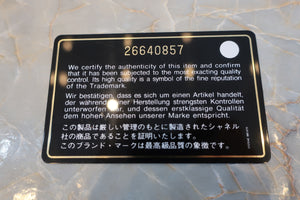 26640857
We certify the authenticity of this item and confirm
that it has been subjected to the most exacting quality
control. Its high quality is a symbol of the fine reputation
of the Trademark.
Wir bestätigen, dass es sich um einen Artikel handelt,
der während der Herstellung strengsten Kontrollen
unterworfen war, und dessen erstklassige Qualität
dem hohen Ansehen unserer Marke entspricht.
この製品は厳しい管理のもとに製造されたシャネル
社の商品であることを証明いたします。
このブランド・マークは最高級品質の象徴です。